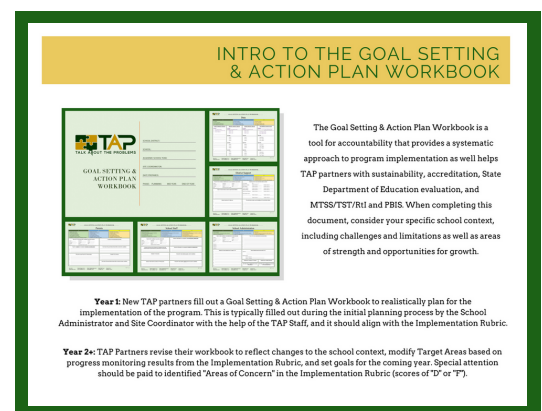 INTRO TO THE GOAL SETTING
& ACTION PLAN WORKBOOK
TAP
TALK ABOUT THE PROBLEMS
GOAL SETTING &
ACTION PLAN
WORKBOOK
The Goal Setting & Action Plan Workbook is a
tool for accountability that provides a systematic
approach to program implementation as well helps
TAP partners with sustainability, accreditation, State
Department of Education evaluation, and
MTSS/TST/RtI and PBIS. When completing this
document, consider your specific school context,
including challenges and limitations as well as areas
of strength and opportunities for growth.
Year 1: New TAP partners fill out a Goal Setting & Action Plan Workbook to realistically plan for the
implementation of the program. This is typically filled out during the initial planning process by the School
Administrator and Site Coordinator with the help of the TAP Staff, and it should align with the Implementation Rubric.
Year 2+: TAP Partners revise their workbook to reflect changes to the school context, modify Target Areas based on
progress monitoring results from the Implementation Rubric, and set goals for the coming year. Special attention
should be paid to identified "Areas of Concern" in the Implementation Rubric (scores of "D" or "F").